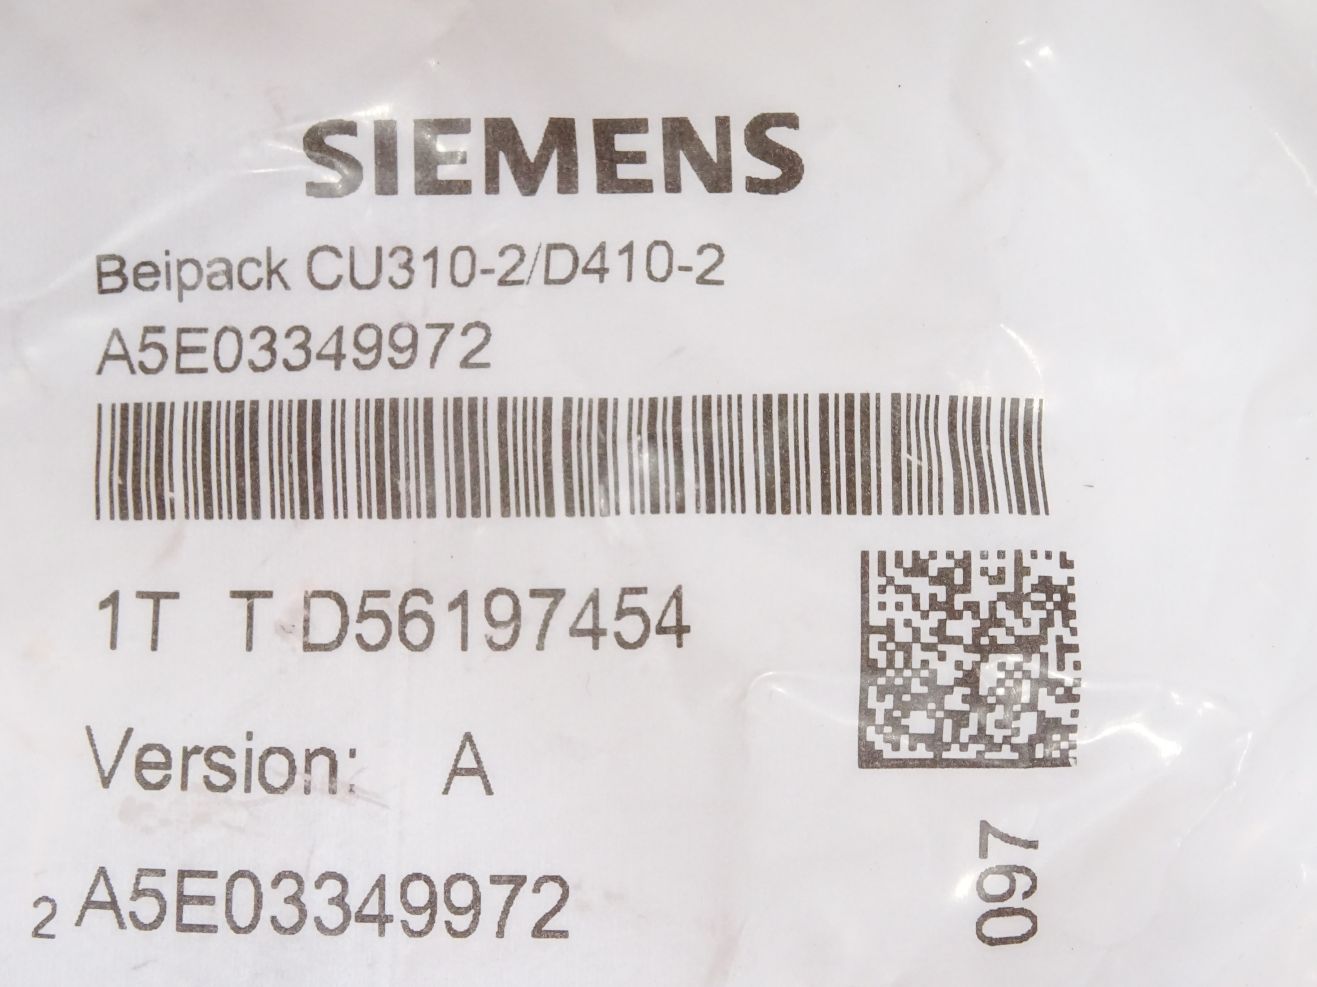 SIEMENS
Beipack CU310-2/D410-2
A5E03349972
1T T D56197454
Version: A
2 A5E03349972
097